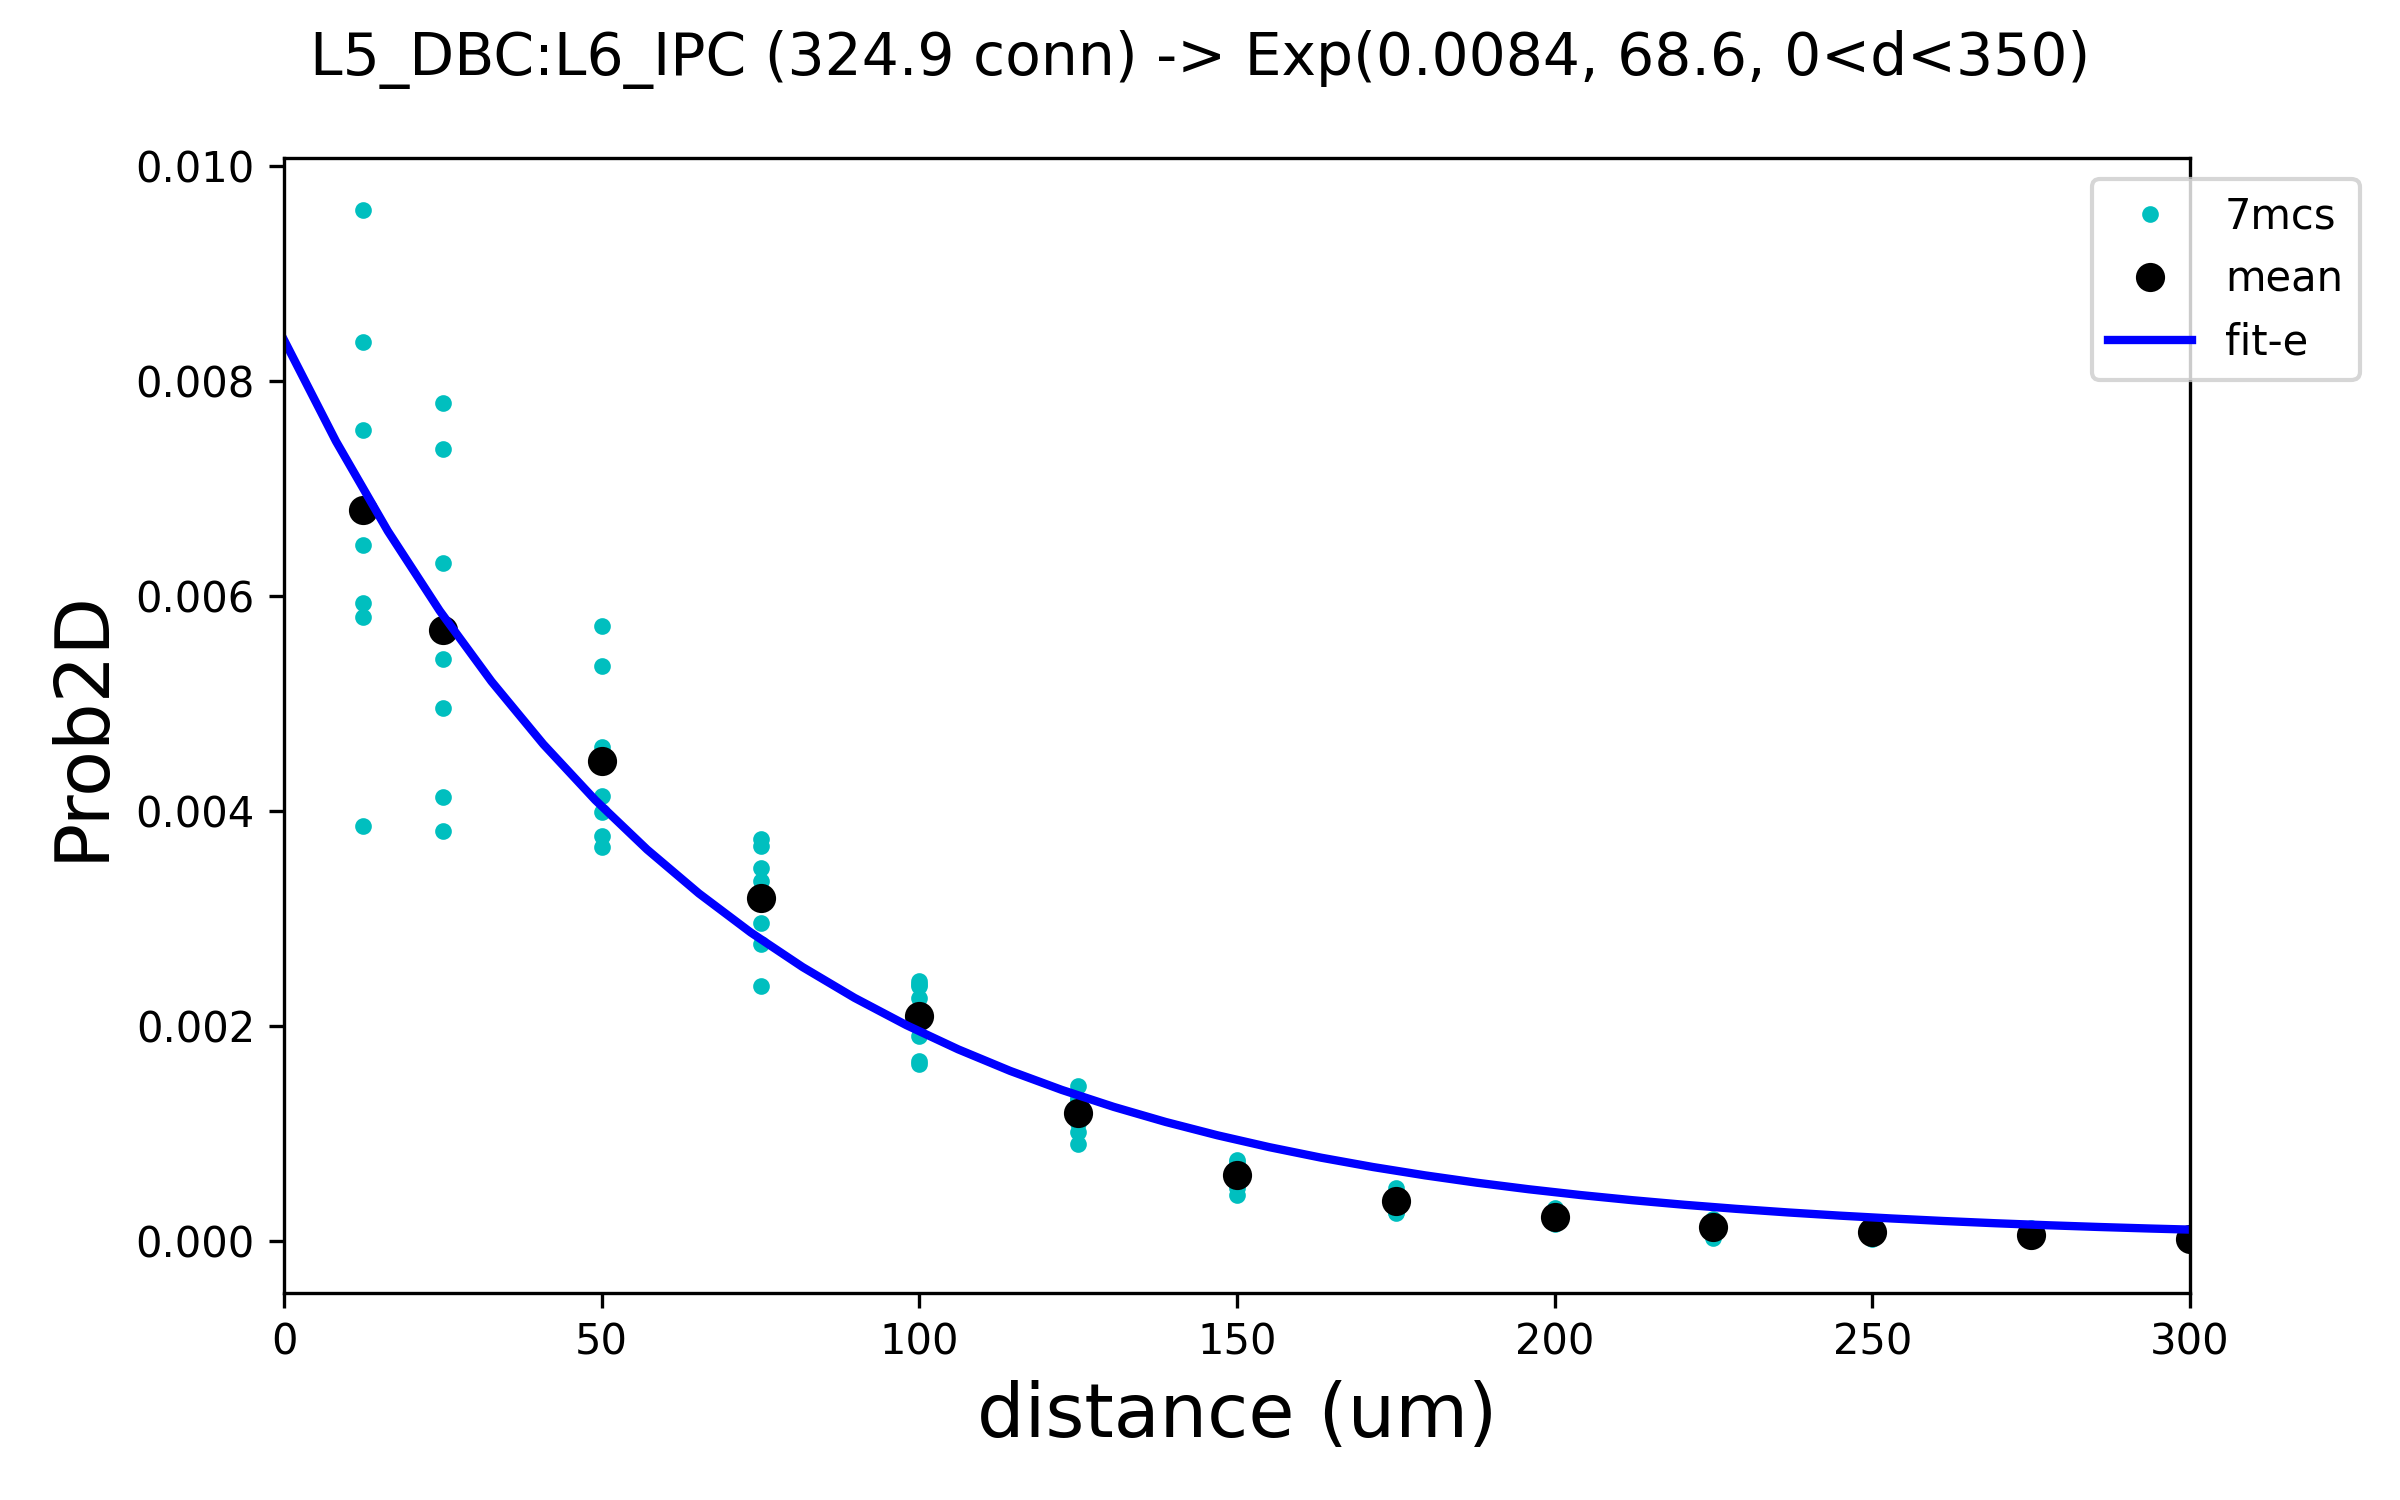 L5_DBC:L6_IPC (324.9 conn) -> Exp(0.0084, 68.6, 0<d<350)
0.010
0.008
0.006
0.004
0.002
0.000
Prob2D
7mcs
mean
fit-e
0 50 100 150 200 250 300
distance (um)